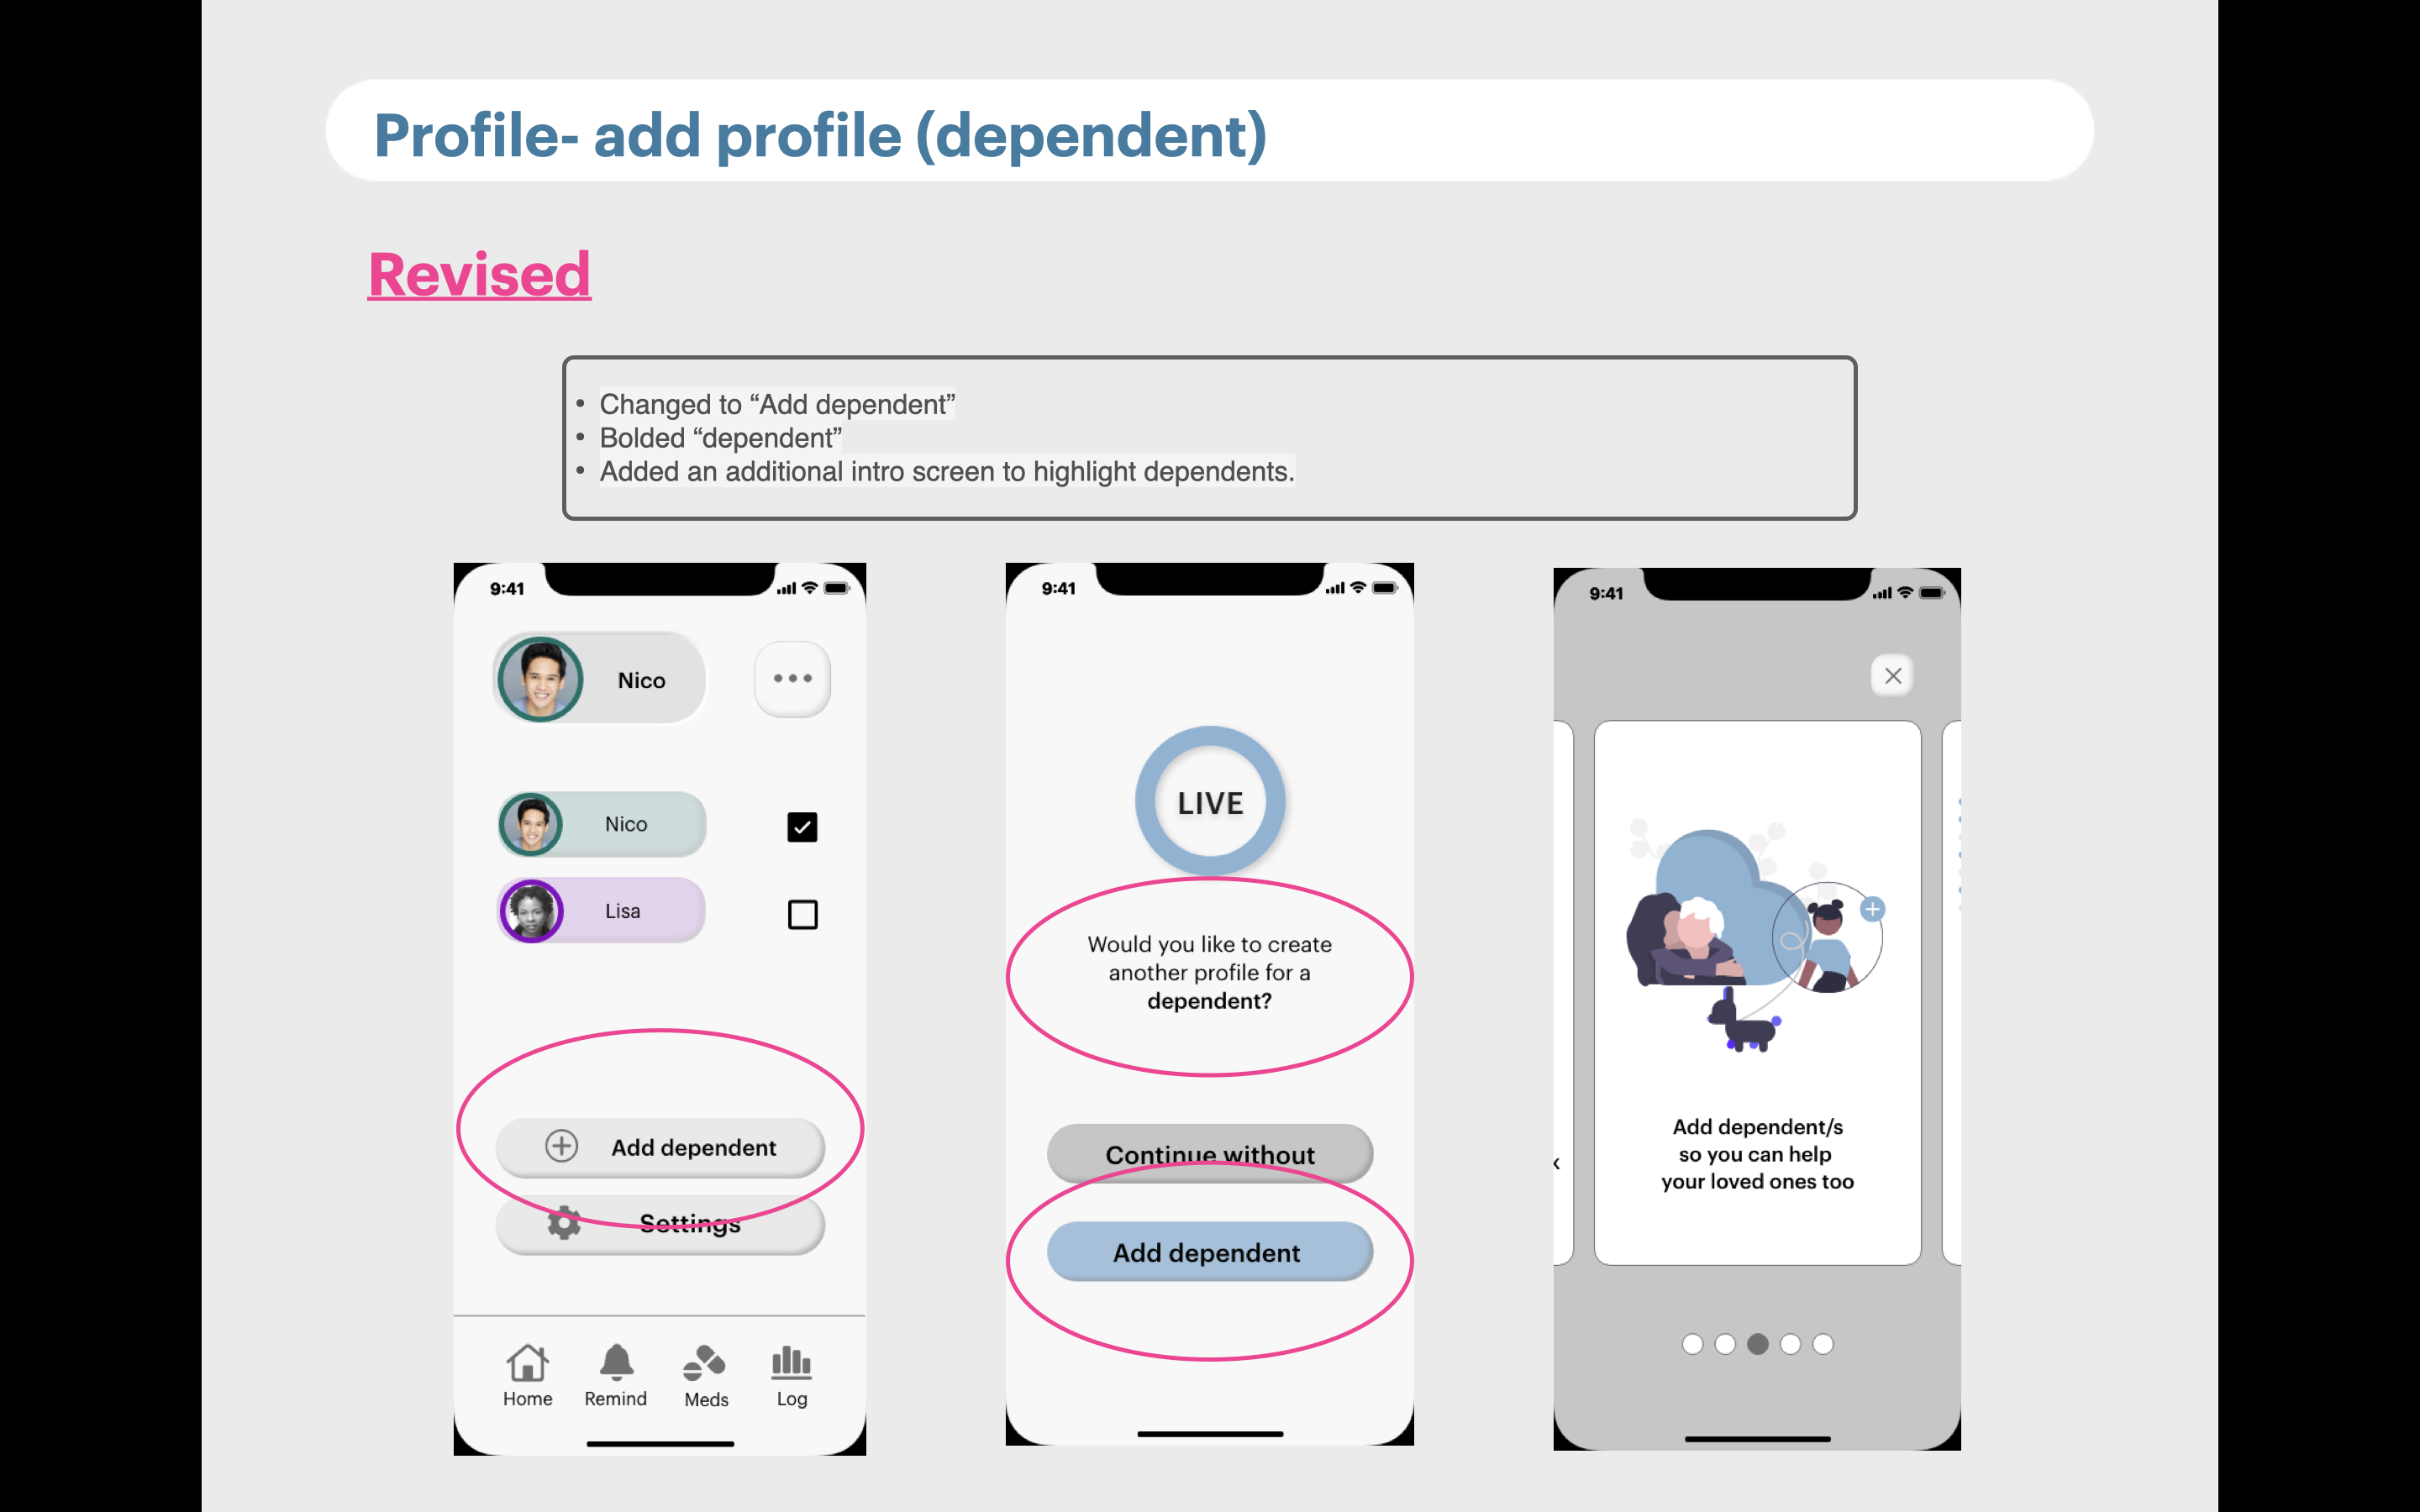 Profile- add profile (dependent)
Revised
• Changed to “Add dependent”
• Bolded “dependent”
• Added an additional intro screen to highlight dependents.
9:41
Nico
Nico
Lisa
Add dependent
Settings
Home Remind Meds Log
9:41
LIVE
Would you like to create
another profile for a
dependent?
Continue without
Add dependent
9:41
Add dependent/s
so you can help
your loved ones too